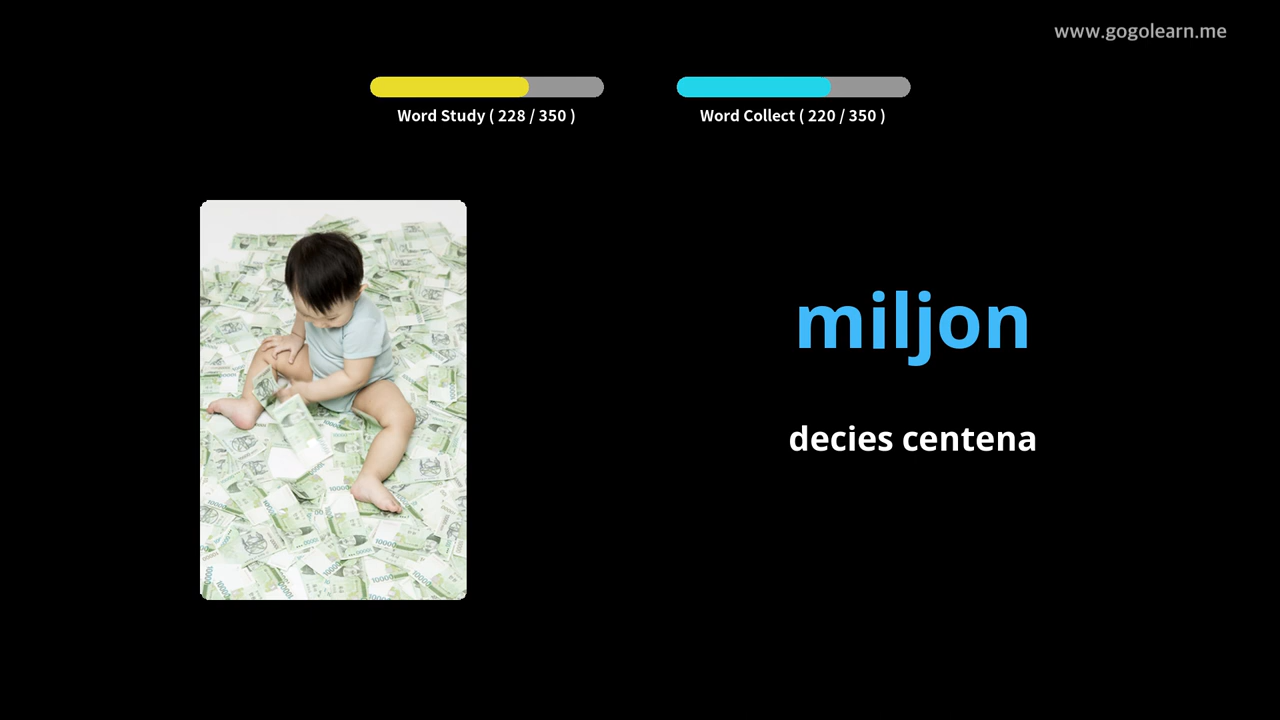 www.gogolearn.me
Word Study ( 228 / 350 )
Word Collect ( 220 / 350 )
miljon
decies centena